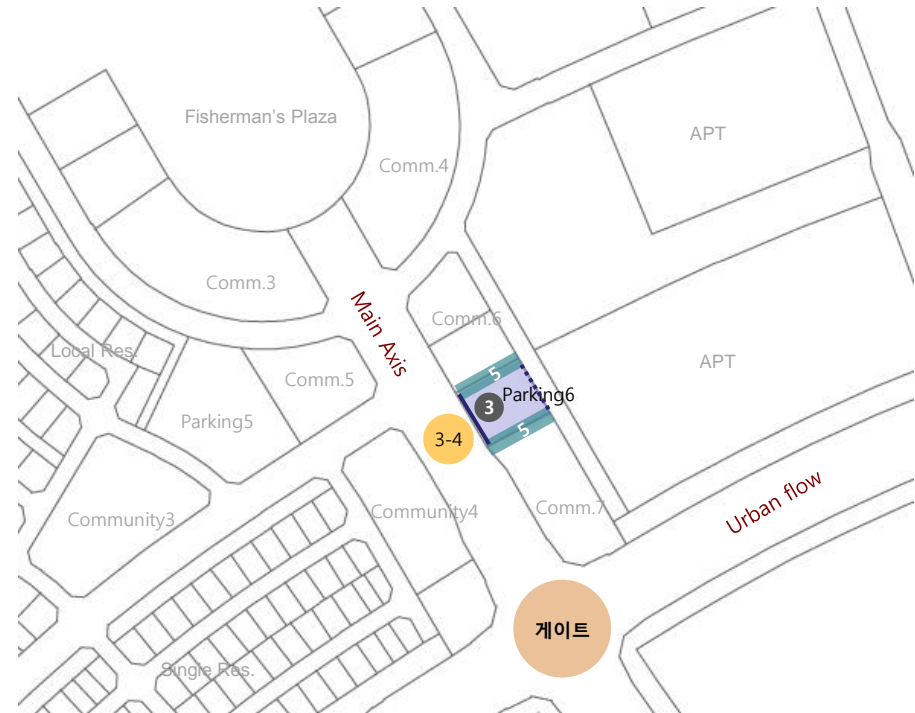 Fisherman's Plaza
APT
Comm.4
Comm.3
Main Axis
Comm.6
Local Res.
APT
Comm.5
5
Parking6
3
Parking5
5
3-4
Urban flow
Comm.7
Community3
Community4
게이트
Single Res.